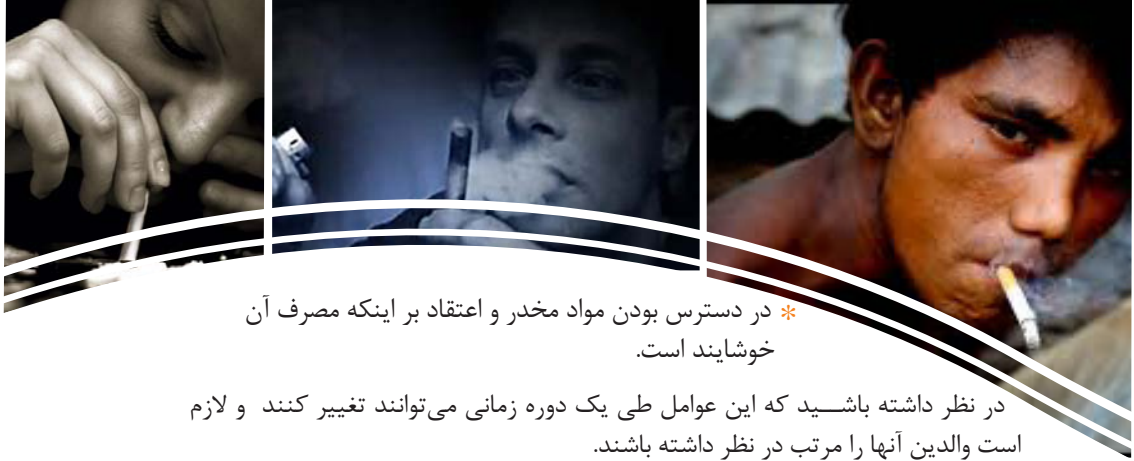 * در دسترس بودن مواد مخدر و اعتقاد بر اینکه مصرف آن
خوشایند است.
در نظر داشته باشید که این عوامل طی یک دوره زمانی می‌توانند تغییر کنند و لازم
است والدین آنها را مرتب در نظر داشته باشند.